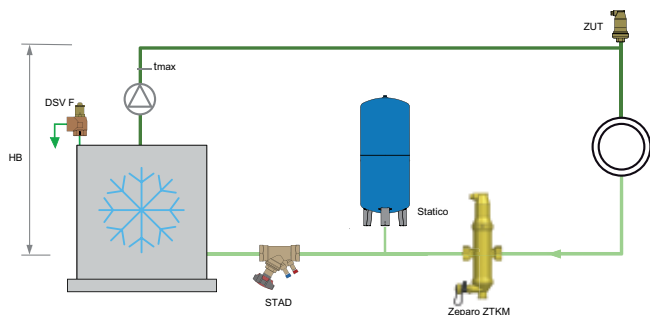 ZUT
tmax
DSV F
HB
Statico
STAD
Zeparo ZTKM